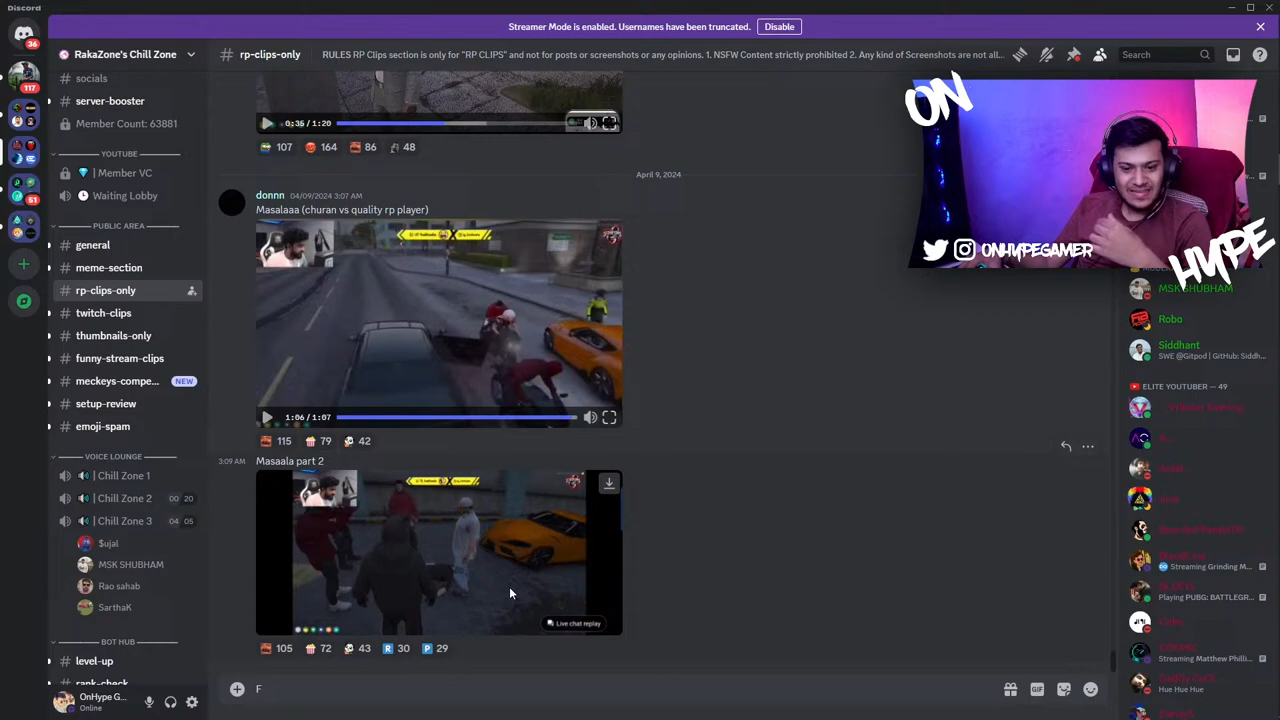 Discord
Streamer Mode is enabled. Usernames have been truncated.
Disable
RakaZone's Chill Zone
rp-clips-only
RULES RP Clips section is only for "RP CLIPS" and not for posts or screenshots or any opinions. 1. NSFW Content strictly prohibited 2. Any kind of Screenshots are not all...
Search
36
117
51
socials
server-booster
Member Count: 63881
YOUTUBE
| Member VC
Waiting Lobby
PUBLIC AREA
general
meme-section
rp-clips-only
twitch-clips
thumbnails-only
funny-stream-clips
meckeys-compe...
NEW
setup-review
emoji-spam
VOICE LOUNGE
| Chill Zone 1
| Chill Zone 2
00 20
| Chill Zone 3
04 05
$ujal
MSK SHUBHAM
Rao sahab
SarthaK
BOT HUB
level-up
rank-check
OnHype G...
Online
0:35 / 1:20
107
164
86
48
April 9, 2024
donnn 04/09/2024 3:07 AM
Masalaaa (churan vs quality rp player)
1:06 / 1:07
115
79
42
3:09 AM
Masaala part 2
Live chat replay
105
72
43
R 30
P 29
F
GIF
ON
ONHYPEGAMER
HYPE
MSK SHUBHAM
Robo
Siddhant
SWE @Gitpod | GitHub: Siddh...
ELITE YOUTUBER — 49
Streaming Grinding M...
Playing PUBG: BATTLEGR...
Streaming Matthew Philli...
Hue Hue Hue